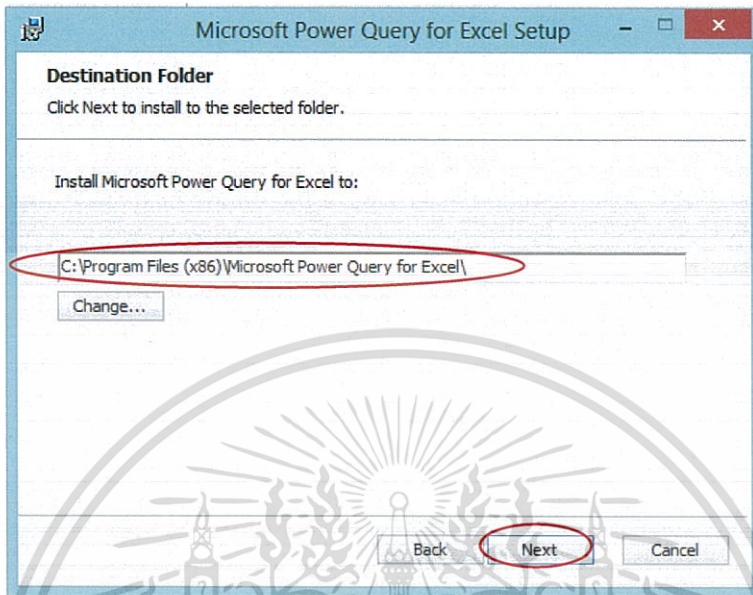 Microsoft Power Query for Excel Setup
Destination Folder
Click Next to install to the selected folder.
Install Microsoft Power Query for Excel to:
C:\Program Files (x86)\Microsoft Power Query for Excel\
Change...
Back
Next
Cancel